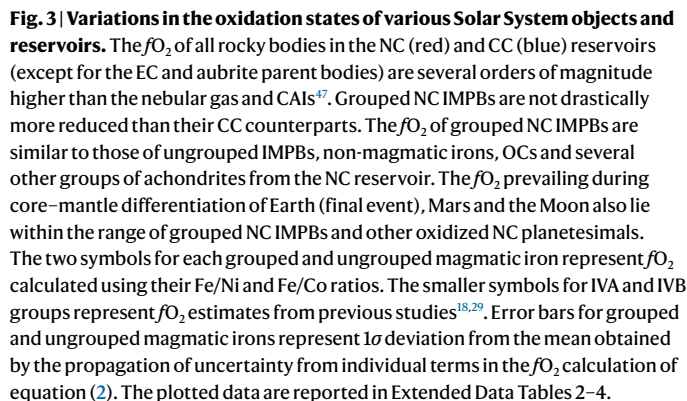 Fig. 3 | Variations in the oxidation states of various Solar System objects and
reservoirs. The fO2 of all rocky bodies in the NC (red) and CC (blue) reservoirs
(except for the EC and aubrite parent bodies) are several orders of magnitude
higher than the nebular gas and CAIs47. Grouped NC IMPBs are not drastically
more reduced than their CC counterparts. The fO2 of grouped NC IMPBs are
similar to those of ungrouped IMPBs, non-magmatic irons, OCs and several
other groups of achondrites from the NC reservoir. The fO2 prevailing during
core–mantle differentiation of Earth (final event), Mars and the Moon also lie
within the range of grouped NC IMPBs and other oxidized NC planetesimals.
The two symbols for each grouped and ungrouped magmatic iron represent fO2
calculated using their Fe/Ni and Fe/Co ratios. The smaller symbols for IVA and IVB
groups represent fO2 estimates from previous studies18,29. Error bars for grouped
and ungrouped magmatic irons represent 1σ deviation from the mean obtained
by the propagation of uncertainty from individual terms in the fO2 calculation of
equation (2). The plotted data are reported in Extended Data Tables 2–4.